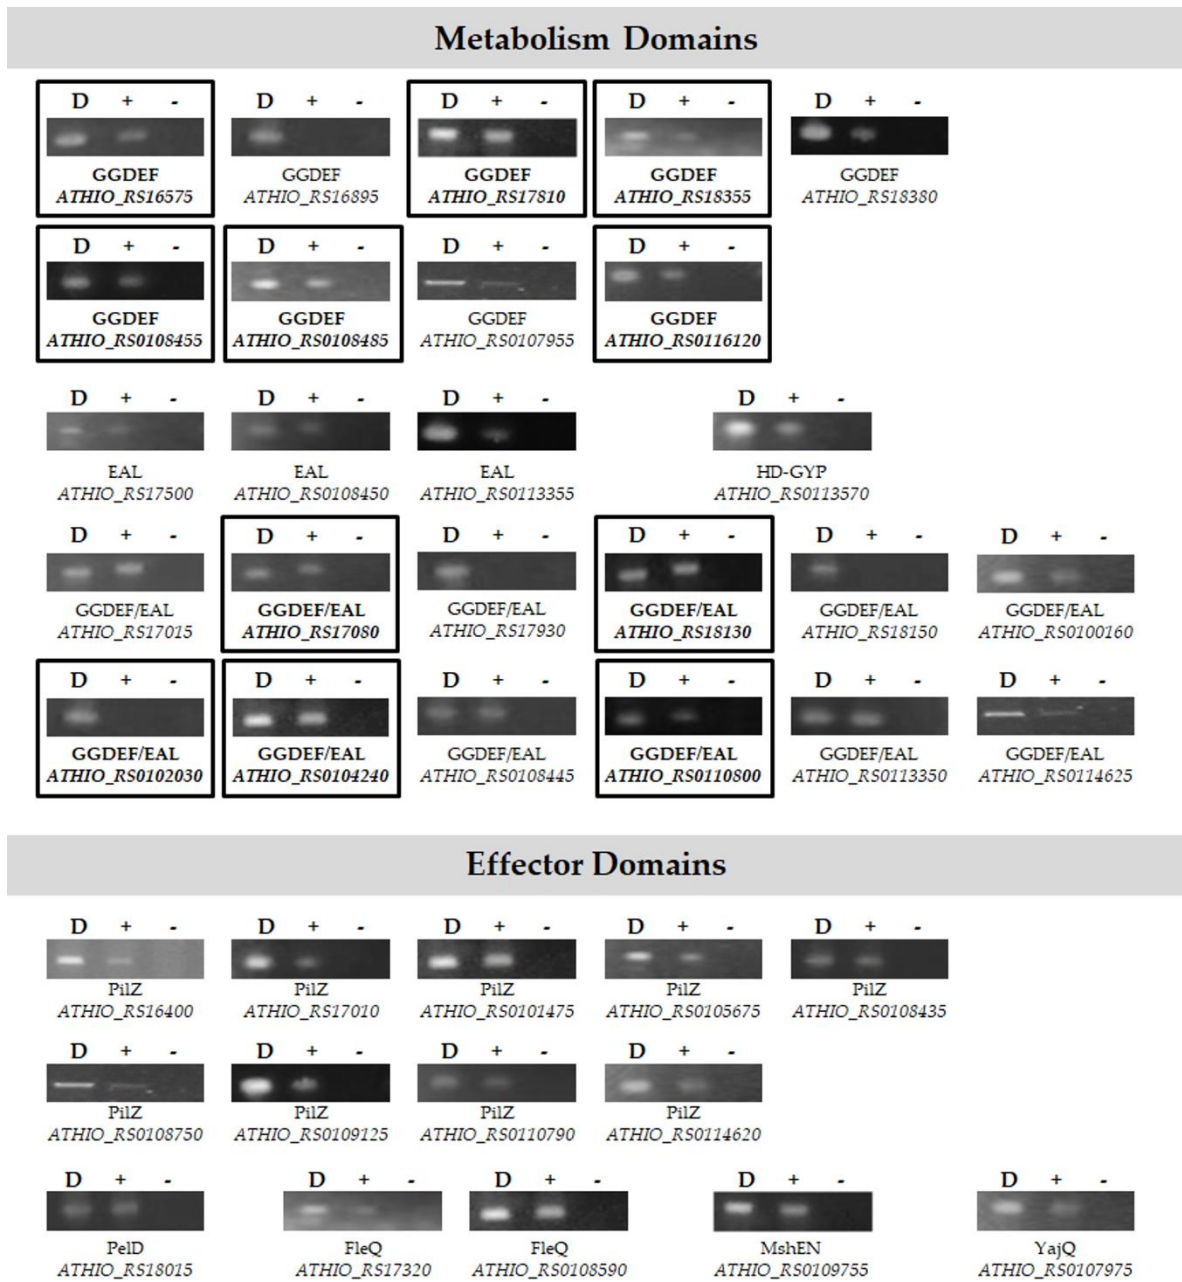 Metabolism Domains
D + - D + - D + - D + - D + -
GGDEF GGDEF GGDEF GGDEF GGDEF
ATHIO_RS16575 ATHIO_RS16895 ATHIO_RS17810 ATHIO_RS18355 ATHIO_RS18380
D + - D + - D + - D + -
GGDEF GGDEF GGDEF GGDEF
ATHIO_RS0108455 ATHIO_RS0108485 ATHIO_RS0107955 ATHIO_RS0116120
D + - D + - D + - D + -
EAL EAL EAL HD-GYP
ATHIO_RS17500 ATHIO_RS0108450 ATHIO_RS0113355 ATHIO_RS0113570
D + - D + - D + - D + - D + - D + -
GGDEF/EAL GGDEF/EAL GGDEF/EAL GGDEF/EAL GGDEF/EAL GGDEF/EAL
ATHIO_RS17015 ATHIO_RS17080 ATHIO_RS17930 ATHIO_RS18130 ATHIO_RS18150 ATHIO_RS0100160
D + - D + - D + - D + - D + - D + -
GGDEF/EAL GGDEF/EAL GGDEF/EAL GGDEF/EAL GGDEF/EAL GGDEF/EAL
ATHIO_RS0102030 ATHIO_RS0104240 ATHIO_RS0108445 ATHIO_RS0110800 ATHIO_RS0113350 ATHIO_RS0114625
Effector Domains
D + - D + - D + - D + - D + -
PilZ PilZ PilZ PilZ PilZ
ATHIO_RS16400 ATHIO_RS17010 ATHIO_RS0101475 ATHIO_RS0105675 ATHIO_RS0108435
D + - D + - D + - D + -
PilZ PilZ PilZ PilZ
ATHIO_RS0108750 ATHIO_RS0109125 ATHIO_RS0110790 ATHIO_RS0114620
D + - D + - D + - D + - D + -
PelD FleQ FleQ MshEN YajQ
ATHIO_RS18015 ATHIO_RS17320 ATHIO_RS0108590 ATHIO_RS0109755 ATHIO_RS0107975